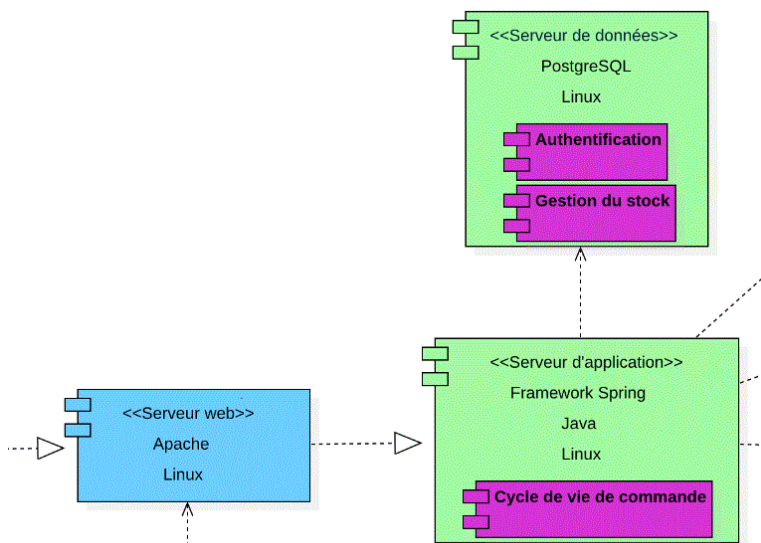 <<Serveur de données>>
PostgreSQL
Linux
Authentification
Gestion du stock
<<Serveur web>>
Apache
Linux
<<Serveur d'application>>
Framework Spring
Java
Linux
Cycle de vie de commande